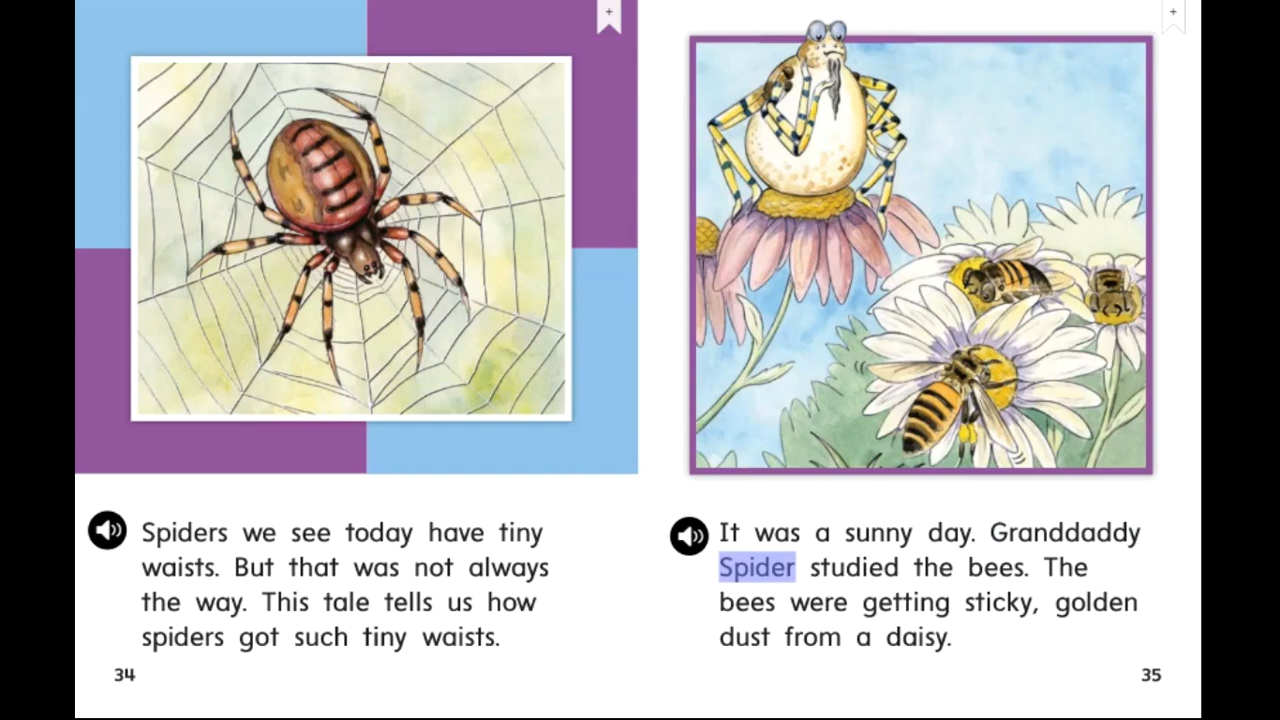 Spiders we see today have tiny
waists. But that was not always
the way. This tale tells us how
spiders got such tiny waists.
34
It was a sunny day. Granddaddy
Spider studied the bees. The
bees were getting sticky, golden
dust from a daisy.
35